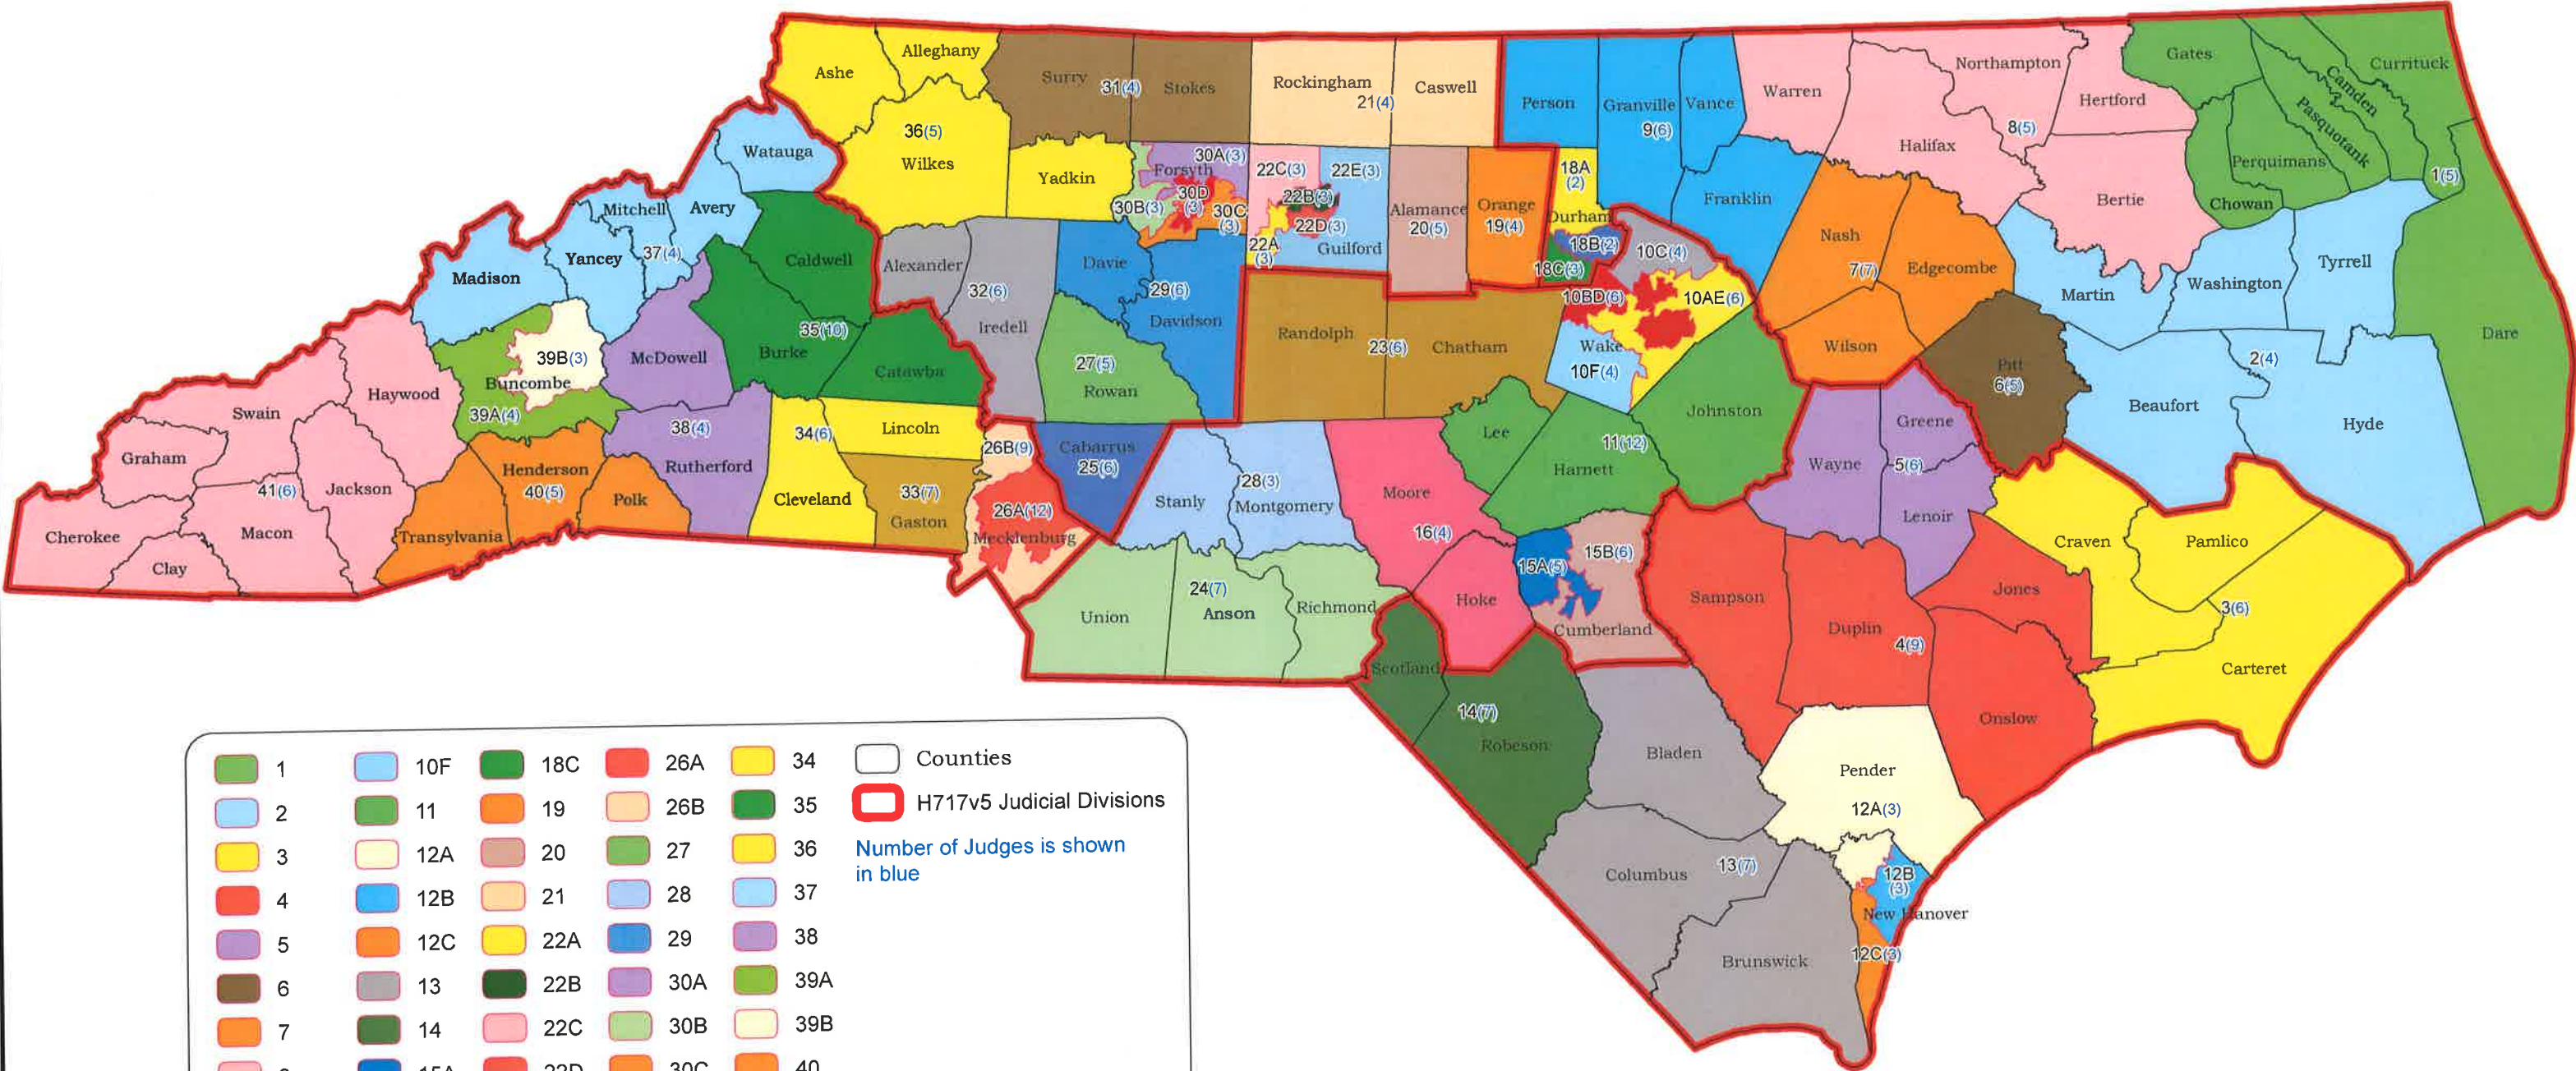 Ashe
Alleghany
Surry
31(4)
Stokes
Rockingham
21(4)
Caswell
Person
Granville
9(6)
Vance
Warren
Northampton
Hertford
Gates
Camden
Currituck
Pasquotank
Halifax
8(5)
Perquimans
1(5)
Chowan
Bertie
Watauga
36(5)
Wilkes
Yadkin
30A(3)
Forsyth
30D
(3)
30B(3)
30C
(3)
22C(3)
22E(3)
22B(3)
22D(3)
22A
(3)
Guilford
Alamance
20(5)
Orange
19(4)
18A
(2)
Durham
18B(2)
18C(3)
10C(4)
10BD(6)
10AE(6)
Wake
10F(4)
Franklin
Nash
7(7)
Edgecombe
Wilson
Martin
Washington
Tyrrell
Dare
Mitchell
Avery
37(4)
Yancey
Madison
Caldwell
Alexander
32(6)
Iredell
Davie
29(6)
Davidson
Randolph
23(6)
Chatham
35(10)
Burke
Catawba
McDowell
39B(3)
Buncombe
39A(4)
Haywood
Swain
Graham
27(5)
Rowan
Pitt
6(5)
2(4)
Beaufort
Hyde
Johnston
Lee
11(12)
Harnett
Greene
Wayne
5(6)
Lenoir
38(4)
Rutherford
34(6)
Lincoln
Cleveland
33(7)
Gaston
26B(9)
Cabarrus
25(6)
26A(12)
Mecklenburg
Stanly
28(3)
Montgomery
Moore
16(4)
Henderson
40(5)
Polk
Transylvania
Jackson
41(6)
Macon
Cherokee
Clay
Union
24(7)
Anson
Richmond
Hoke
15A(5)
15B(6)
Cumberland
Sampson
Duplin
4(9)
Jones
Craven
Pamlico
3(6)
Carteret
Onslow
Scotland
14(7)
Robeson
Bladen
Pender
12A(3)
Columbus
13(7)
12B
(3)
New Hanover
12C(3)
Brunswick
1
10F
18C
26A
34
Counties
2
11
19
26B
35
H717v5 Judicial Divisions
3
12A
20
27
36
Number of Judges is shown
in blue
4
12B
21
28
37
5
12C
22A
29
38
6
13
22B
30A
39A
7
14
22C
30B
39B
15A
22D
30C
40